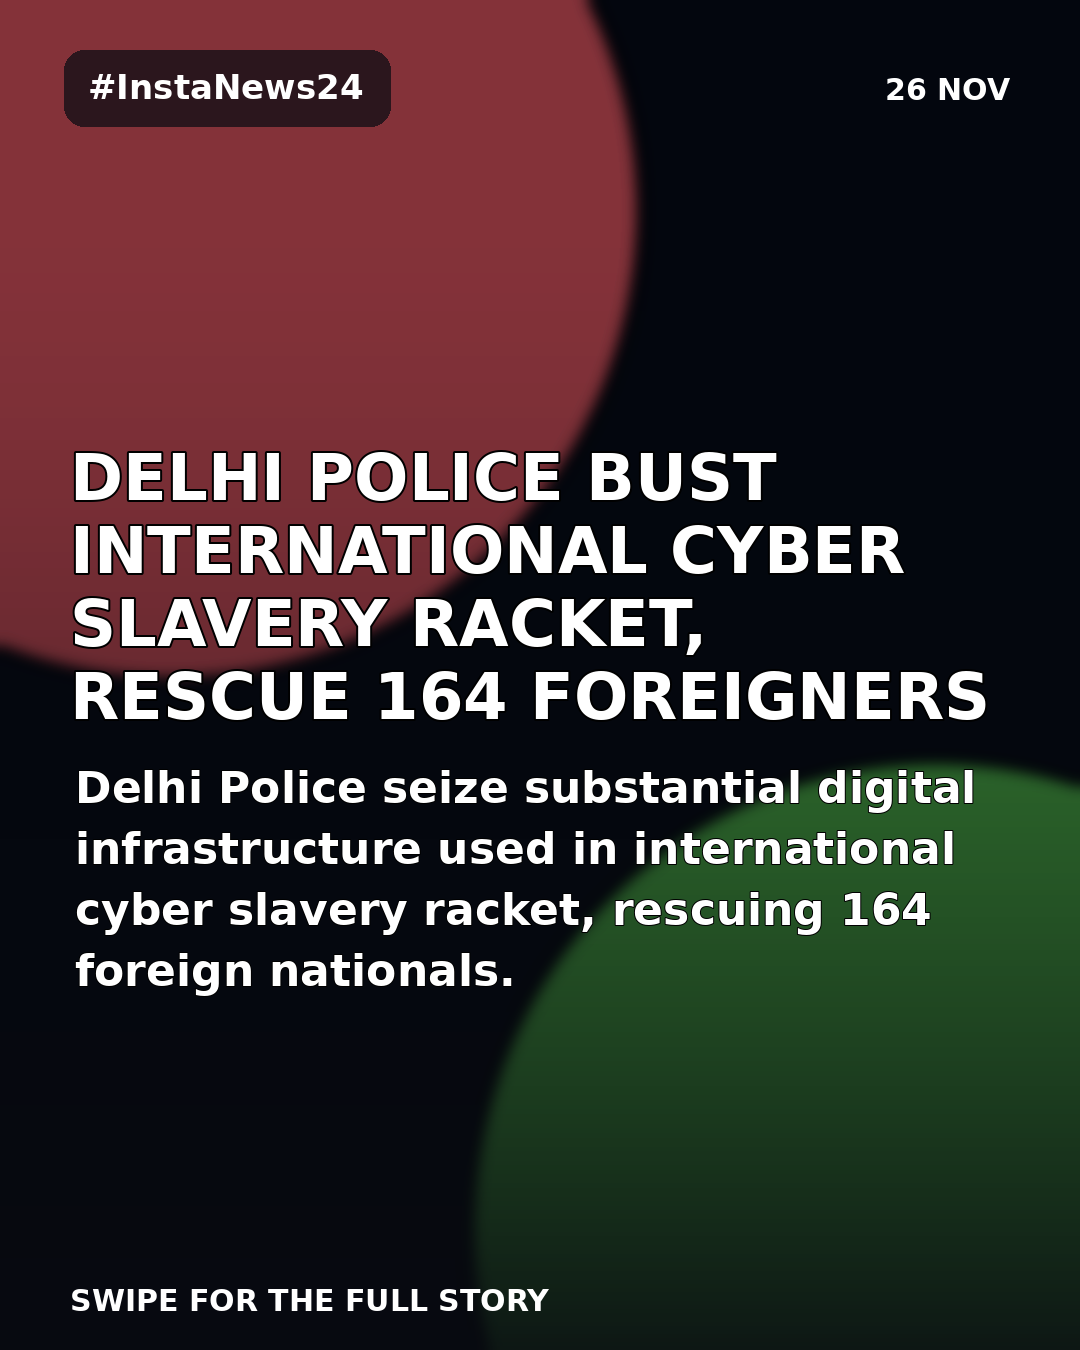 #InstaNews24
26 NOV
DELHI POLICE BUST
INTERNATIONAL CYBER
SLAVERY RACKET,
RESCUE 164 FOREIGNERS
Delhi Police seize substantial digital
infrastructure used in international
cyber slavery racket, rescuing 164
foreign nationals.
SWIPE FOR THE FULL STORY